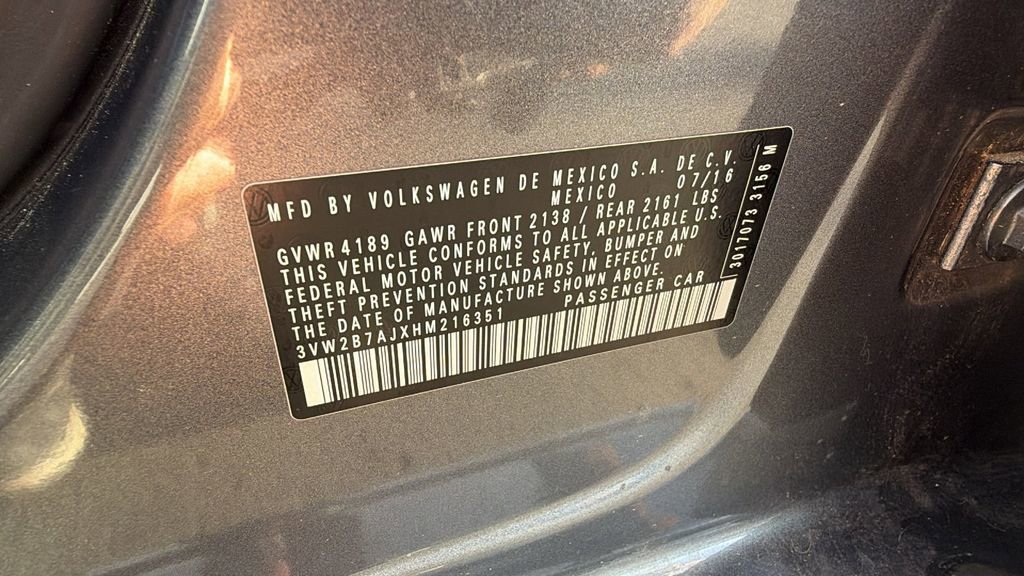 MFD BY VOLKSWAGEN DE MEXICO S.A. DE C.V.
MEXICO 07/16
GVWR 4189 GAWR FRONT 2138 / REAR 2161 LBS
THIS VEHICLE CONFORMS TO ALL APPLICABLE U.S.
FEDERAL MOTOR VEHICLE SAFETY, BUMPER AND
THEFT PREVENTION STANDARDS IN EFFECT ON
THE DATE OF MANUFACTURE SHOWN ABOVE.
3VW2B7AJXHM216351 PASSENGER CAR
3017073 3196 M